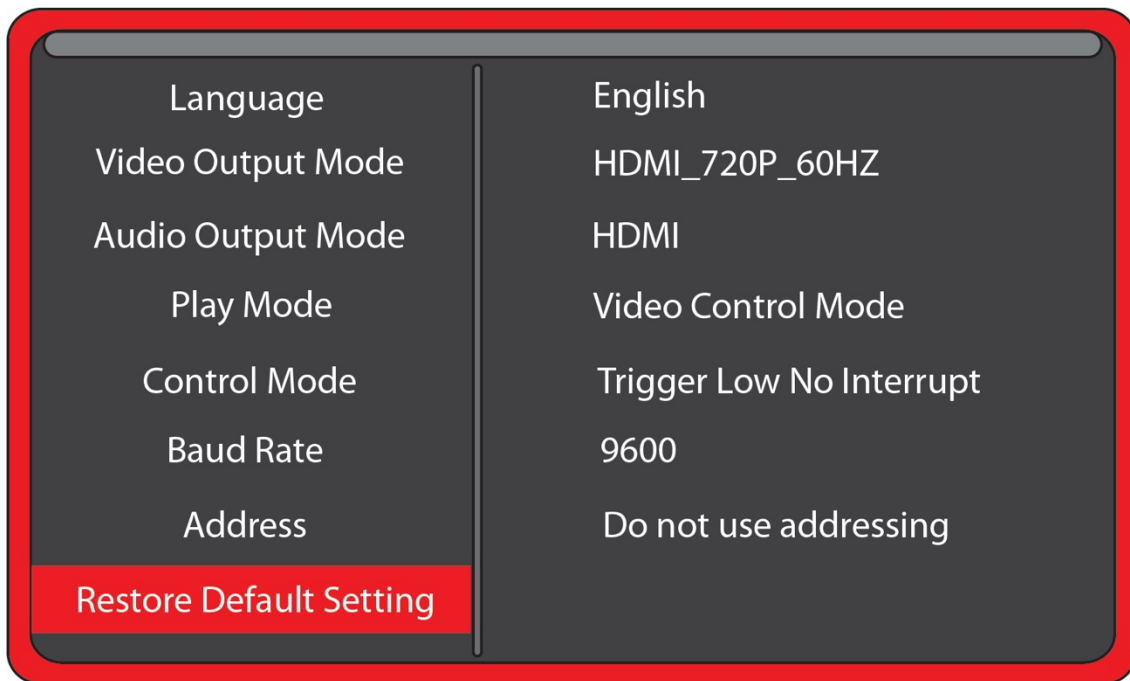 Language English
Video Output Mode HDMI_720P_60HZ
Audio Output Mode HDMI
Play Mode Video Control Mode
Control Mode Trigger Low No Interrupt
Baud Rate 9600
Address Do not use addressing
Restore Default Setting